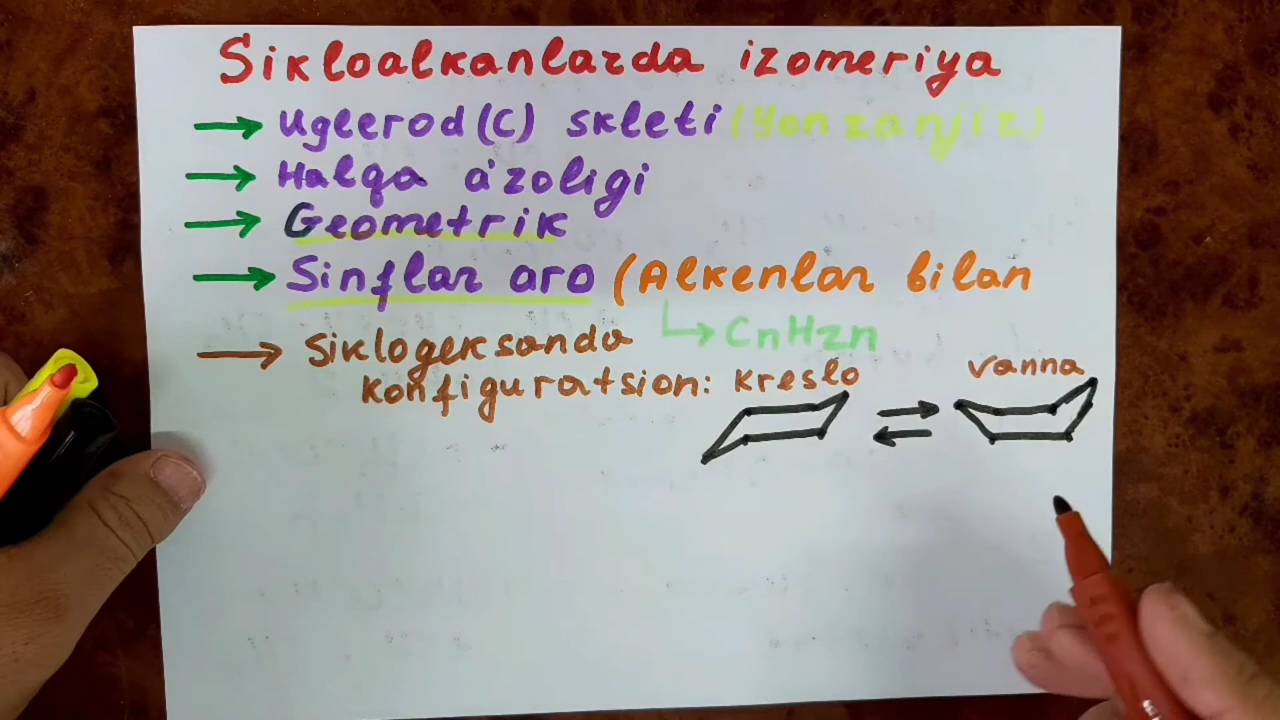 Sikloalkanlarda izomeriya
→ Uglerod(C) skleti (Yon zanjir)
→ Halqa a'zoligi
→ Geometrik
→ Sinflar aro (Alkenlar bilan
↳ CnH2n
→ Siklogeksanda
konfiguratsion: kreslo
vanna